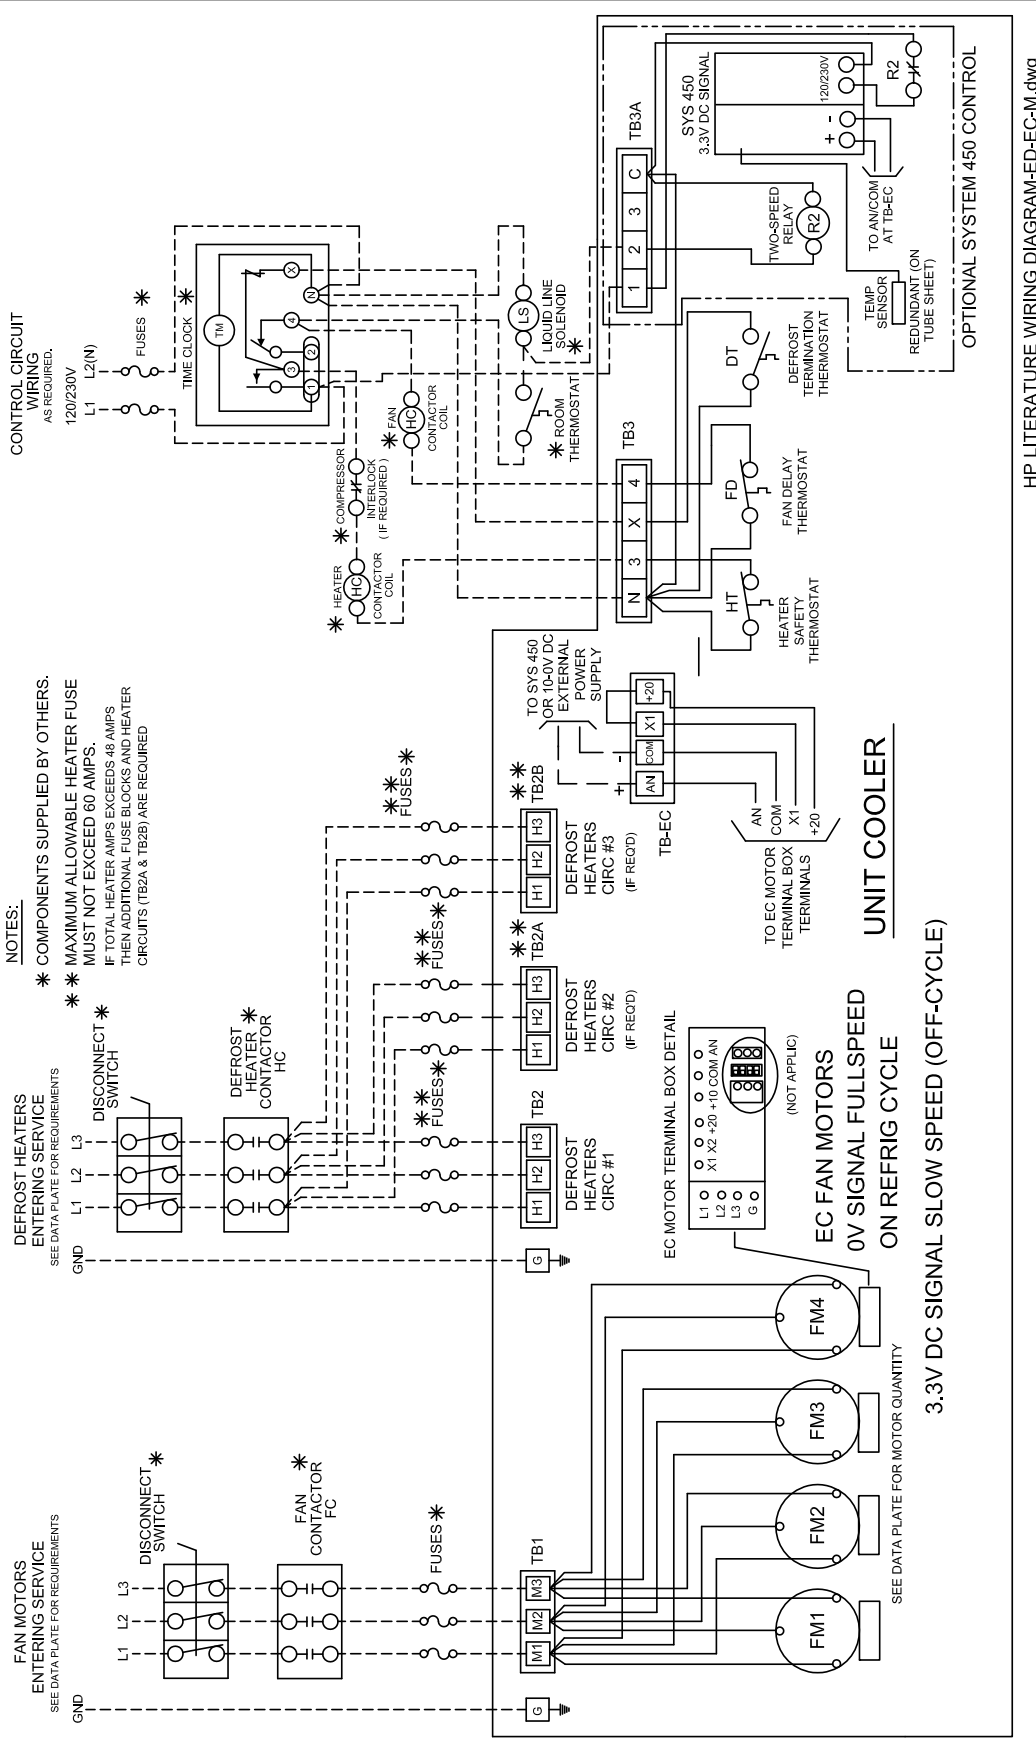 FAN MOTORS
ENTERING SERVICE
SEE DATA PLATE FOR REQUIREMENTS
GND
L1
L2
L3
DISCONNECT *
SWITCH
*
FAN
CONTACTOR
FC
FUSES *
G
TB1
M1
M2
M3
FM1
FM2
FM3
FM4
SEE DATA PLATE FOR MOTOR QUANTITY
DEFROST HEATERS
ENTERING SERVICE
SEE DATA PLATE FOR REQUIREMENTS
GND
L1
L2
L3
DISCONNECT *
SWITCH
DEFROST
HEATER *
CONTACTOR
HC
* *
FUSES
* *
FUSES
* *
FUSES
G
TB2
H1
H2
H3
DEFROST
HEATERS
CIRC #1
* *
TB2A
H1
H2
H3
DEFROST
HEATERS
CIRC #2
(IF REQ'D)
* *
TB2B
H1
H2
H3
DEFROST
HEATERS
CIRC #3
(IF REQ'D)
EC MOTOR TERMINAL BOX DETAIL
L1
L2
L3
G
X1 X2 +20 +10 COM AN
(NOT APPLIC)
EC FAN MOTORS
0V SIGNAL FULLSPEED
ON REFRIG CYCLE
3.3V DC SIGNAL SLOW SPEED (OFF-CYCLE)
NOTES:
* COMPONENTS SUPPLIED BY OTHERS.
* * MAXIMUM ALLOWABLE HEATER FUSE
MUST NOT EXCEED 60 AMPS.
IF TOTAL HEATER AMPS EXCEEDS 48 AMPS
THEN ADDITIONAL FUSE BLOCKS AND HEATER
CIRCUITS (TB2A & TB2B) ARE REQUIRED
TO SYS 450
OR 10-0V DC
EXTERNAL
POWER
SUPPLY
+
-
TB-EC
AN
COM
X1
+20
AN
COM
X1
+20
TO EC MOTOR
TERMINAL BOX
TERMINALS
UNIT COOLER
CONTROL CIRCUIT
WIRING
AS REQUIRED.
120/230V
L1
L2(N)
FUSES *
TIME CLOCK *
TM
1
2
3
4
N
X
* HEATER
HC
CONTACTOR
COIL
* COMPRESSOR
INTERLOCK
( IF REQUIRED )
* FAN
HC
CONTACTOR
COIL
* ROOM
THERMOSTAT
LS
LIQUID LINE
SOLENOID
*
TB3
N
3
X
4
HT
HEATER
SAFETY
THERMOSTAT
FD
FAN DELAY
THERMOSTAT
DT
DEFROST
TERMINATION
THERMOSTAT
TB3A
1
2
3
C
SYS 450
3.3V DC SIGNAL
+
-
120/230V
R2
TWO-SPEED
RELAY
R2
TO AN/COM
AT TB-EC
TEMP
SENSOR
REDUNDANT (ON
TUBE SHEET)
OPTIONAL SYSTEM 450 CONTROL
HP LITERATURE WIRING DIAGRAM-ED-EC-M.dwg